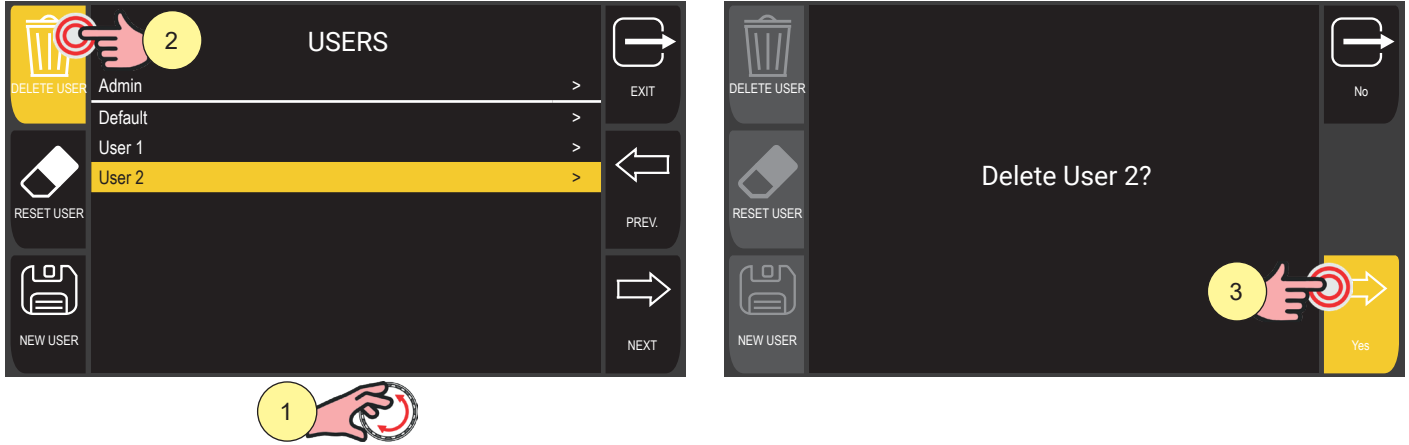 2
USERS
DELETE USER
Admin >
EXIT
Default >
User 1 >
User 2 >
RESET USER
PREV.
NEW USER
NEXT
1
DELETE USER
No
Delete User 2?
RESET USER
3
NEW USER
Yes